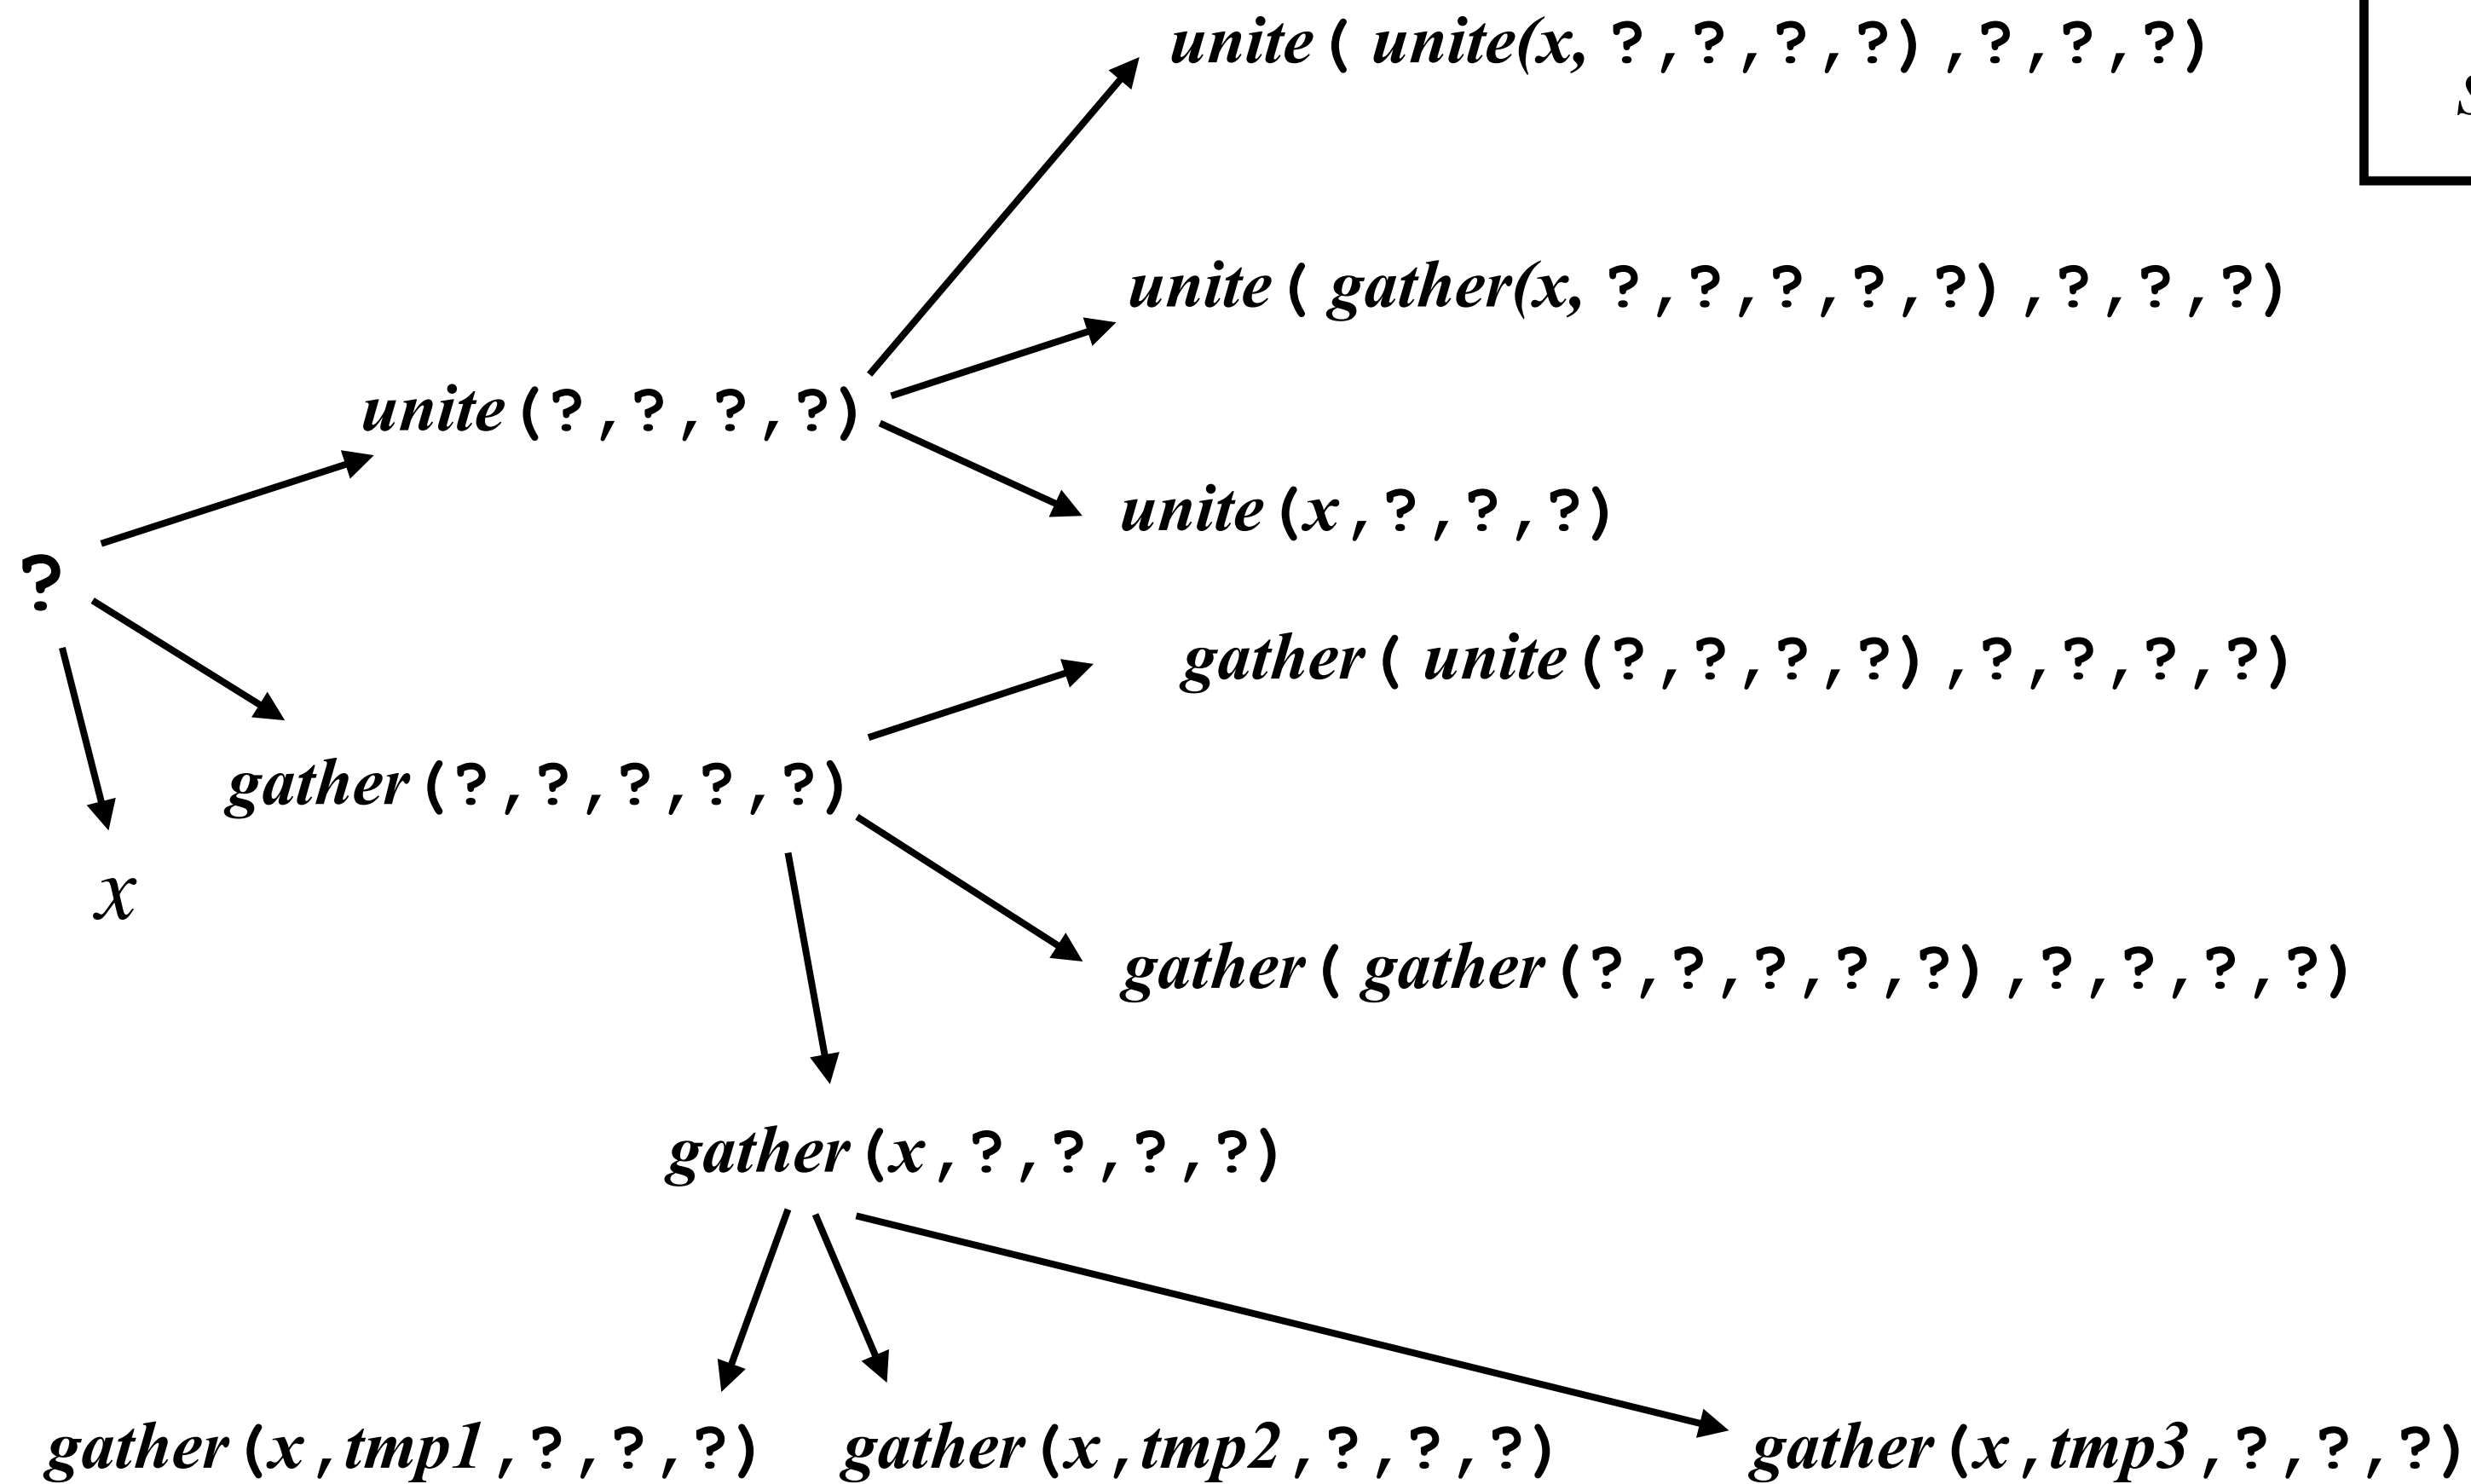 unite( unite(x, ?, ?, ?, ?) , ?, ?, ?)
unite( gather(x, ?, ?, ?, ?, ?) , ?, ?, ?)
unite(?, ?, ?, ?)
unite(x,?, ?, ?)
?
gather( unite(?, ?, ?, ?) ,?, ?, ?, ?)
gather(?, ?, ?, ?, ?)
x
gather( gather(?, ?, ?, ?, ?) ,?, ?, ?, ?)
gather(x,?, ?, ?, ?)
gather(x,tmp1,?, ?, ?)
gather(x,tmp2,?, ?, ?)
gather(x,tmp3,?, ?, ?)